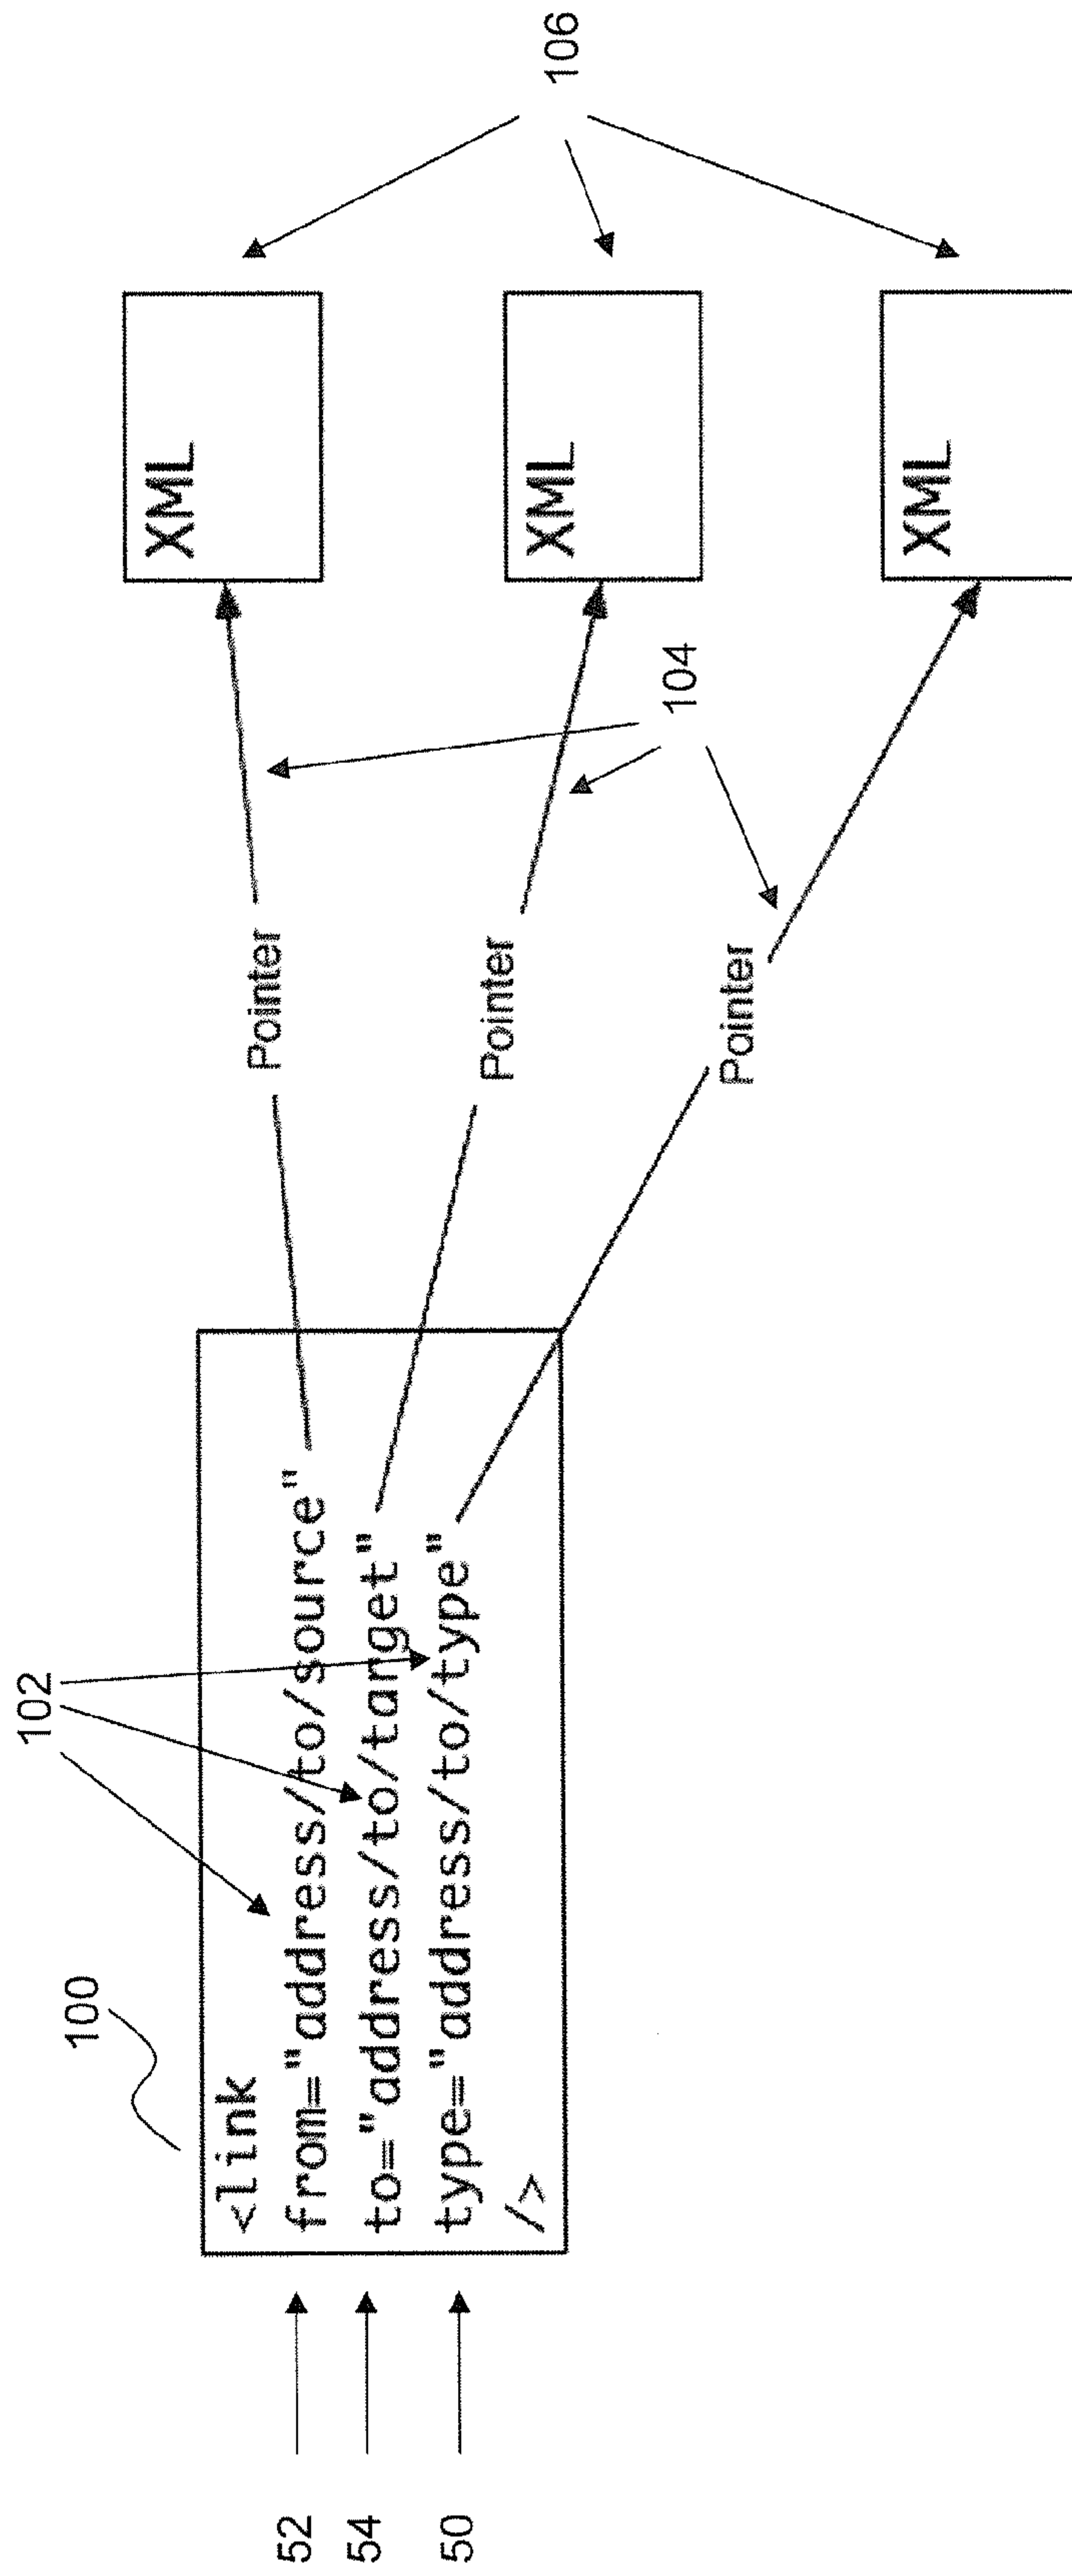 100
102
<link
from="address/to/source"
to="address/to/target"
type="address/to/type"
/>
52
54
50
Pointer
Pointer
Pointer
104
XML
XML
XML
106